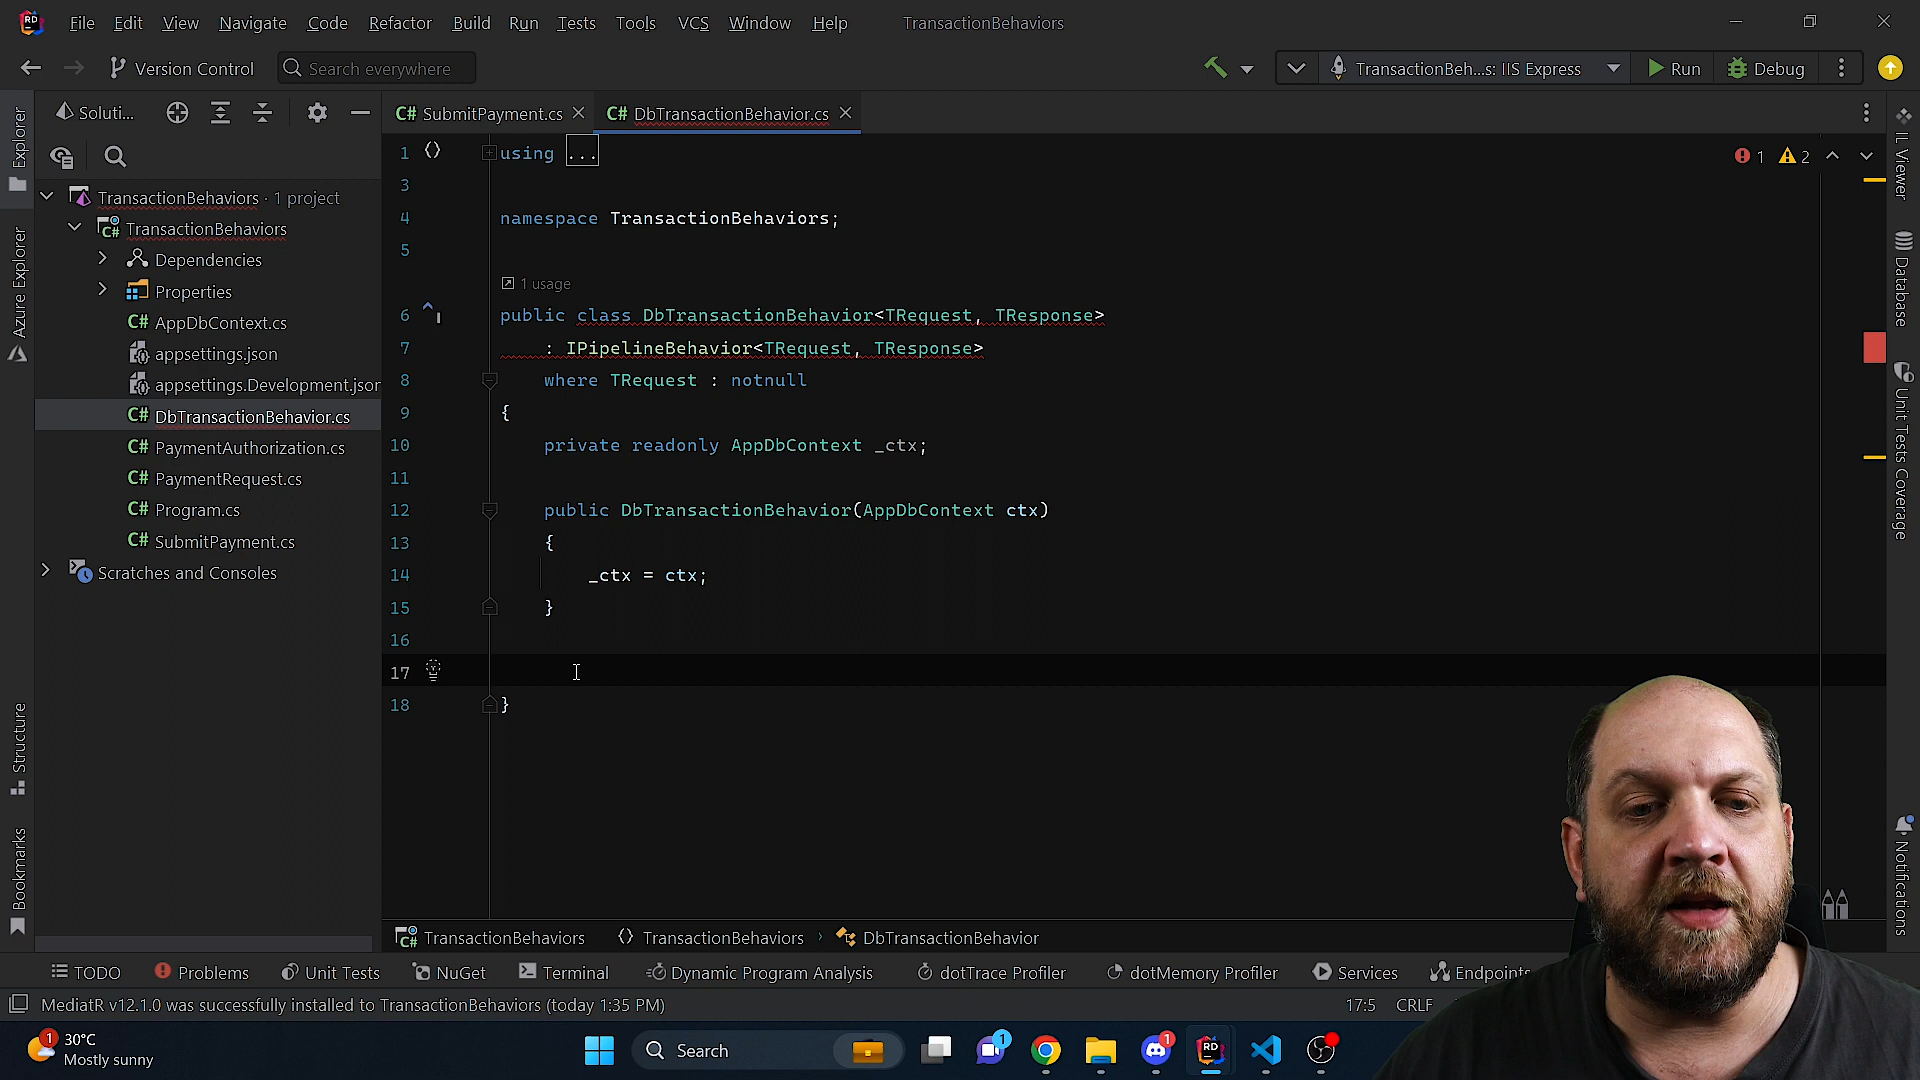 File Edit View Navigate Code Refactor Build Run Tests Tools VCS Window Help TransactionBehaviors
Version Control Search everywhere TransactionBeh...s: IIS Express Run Debug
Soluti... SubmitPayment.cs DbTransactionBehavior.cs
Explorer
Azure Explorer
Structure
Bookmarks
TransactionBehaviors · 1 project
TransactionBehaviors
Dependencies
Properties
C# AppDbContext.cs
appsettings.json
appsettings.Development.json
C# DbTransactionBehavior.cs
C# PaymentAuthorization.cs
C# PaymentRequest.cs
C# Program.cs
C# SubmitPayment.cs
Scratches and Consoles
1 using ...
3
4 namespace TransactionBehaviors;
5
1 usage
6 public class DbTransactionBehavior<TRequest, TResponse>
7 : IPipelineBehavior<TRequest, TResponse>
8 where TRequest : notnull
9 {
10 private readonly AppDbContext _ctx;
11
12 public DbTransactionBehavior(AppDbContext ctx)
13 {
14 _ctx = ctx;
15 }
16
17
18 }
1 2
IL Viewer
Database
Unit Tests Coverage
Notifications
TransactionBehaviors TransactionBehaviors › DbTransactionBehavior
TODO Problems Unit Tests NuGet Terminal Dynamic Program Analysis dotTrace Profiler dotMemory Profiler Services Endpoints
MediatR v12.1.0 was successfully installed to TransactionBehaviors (today 1:35 PM) 17:5 CRLF
1 30°C
Mostly sunny
Search 1 1 RD